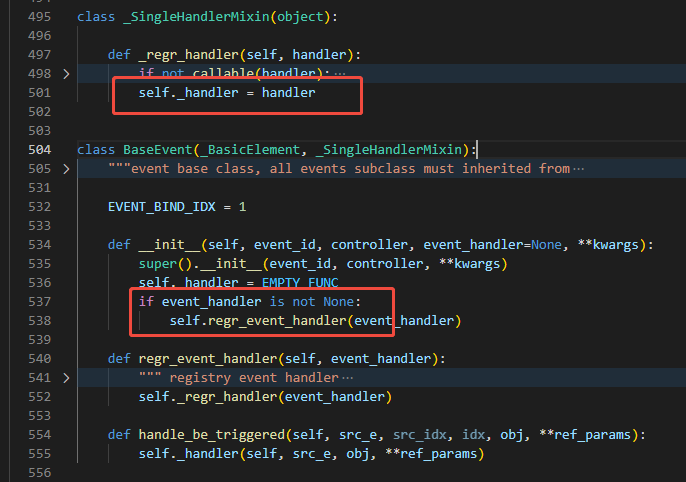 495 class _SingleHandlerMixin(object):
496
497 def _regr_handler(self, handler):
498 > if not callable(handler): ⋯
501 self._handler = handler
502
503
504 class BaseEvent(_BasicElement, _SingleHandlerMixin):
505 > """event base class, all events subclass must inherited from ⋯
531
532 EVENT_BIND_IDX = 1
533
534 def __init__(self, event_id, controller, event_handler=None, **kwargs):
535 super().__init__(event_id, controller, **kwargs)
536 self._handler = EMPTY_FUNC
537 if event_handler is not None:
538 self.regr_event_handler(event_handler)
539
540 def regr_event_handler(self, event_handler):
541 > """ registry event handler ⋯
552 self._regr_handler(event_handler)
553
554 def handle_be_triggered(self, src_e, src_idx, idx, obj, **ref_params):
555 self._handler(self, src_e, obj, **ref_params)
556